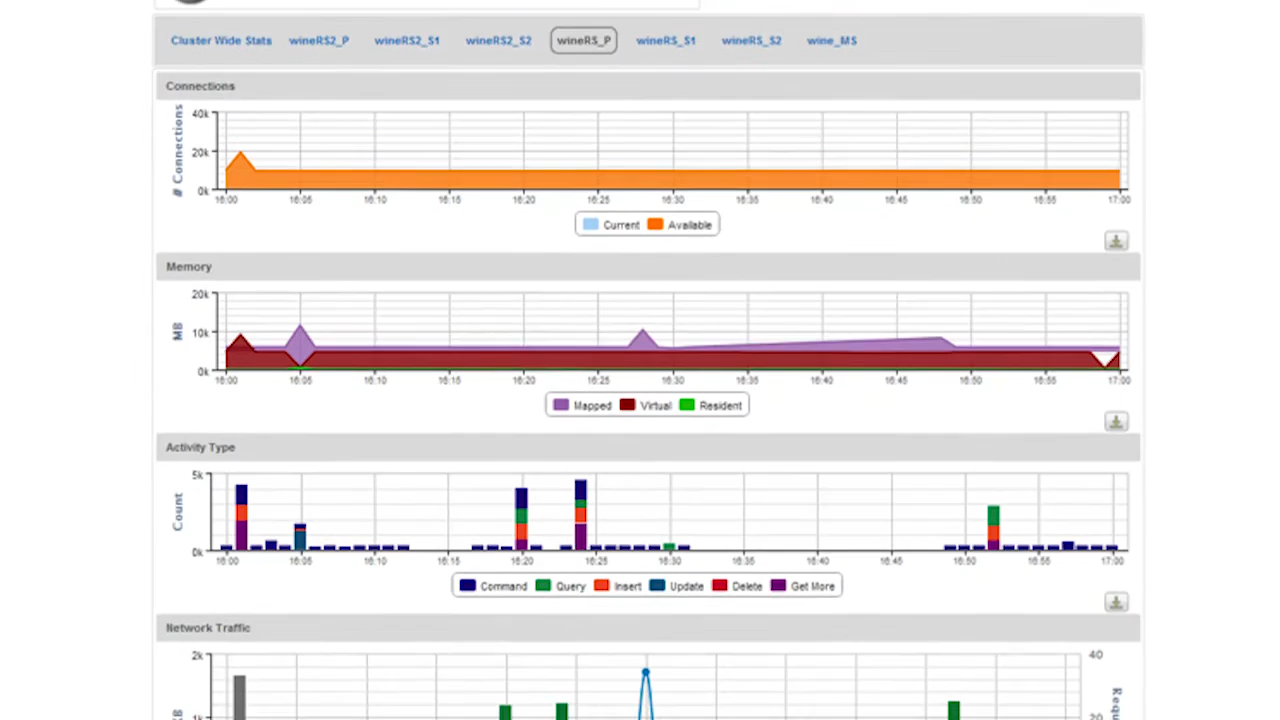 Cluster Wide Stats wineRS2_P wineRS2_S1 wineRS2_S2 wineRS_P wineRS_S1 wineRS_S2 wine_MS
Connections
# Connections
40k
20k
0k
16:00 16:05 16:10 16:15 16:20 16:25 16:30 16:35 16:40 16:45 16:50 16:55 17:00
Current Available
Memory
MB
20k
10k
0k
16:00 16:05 16:10 16:15 16:20 16:25 16:30 16:35 16:40 16:45 16:50 16:55 17:00
Mapped Virtual Resident
Activity Type
Count
5k
0k
16:00 16:05 16:10 16:15 16:20 16:25 16:30 16:35 16:40 16:45 16:50 16:55 17:00
Command Query Insert Update Delete Get More
Network Traffic
2k 40
1k 20